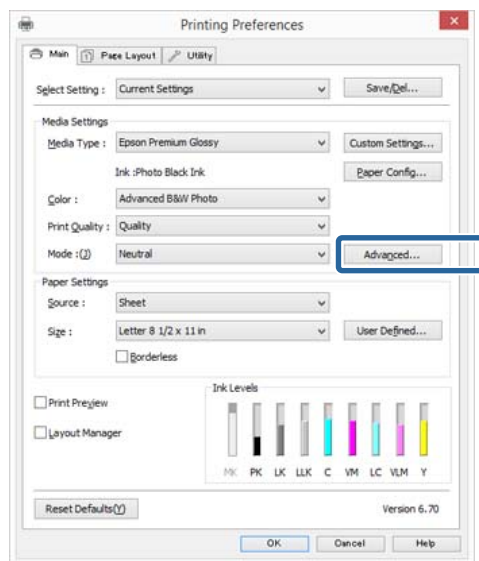 Printing Preferences
Main Page Layout Utility
Select Setting : Current Settings Save/Del...
Media Settings
Media Type : Epson Premium Glossy Custom Settings...
Ink :Photo Black Ink Paper Config...
Color : Advanced B&W Photo
Print Quality : Quality
Mode :(J) Neutral Advanced...
Paper Settings
Source : Sheet
Size : Letter 8 1/2 x 11 in User Defined...
Borderless
Print Preview
Layout Manager
Ink Levels
MK PK LK LLK C VM LC VLM Y
Reset Defaults(Y) Version 6.70
OK Cancel Help